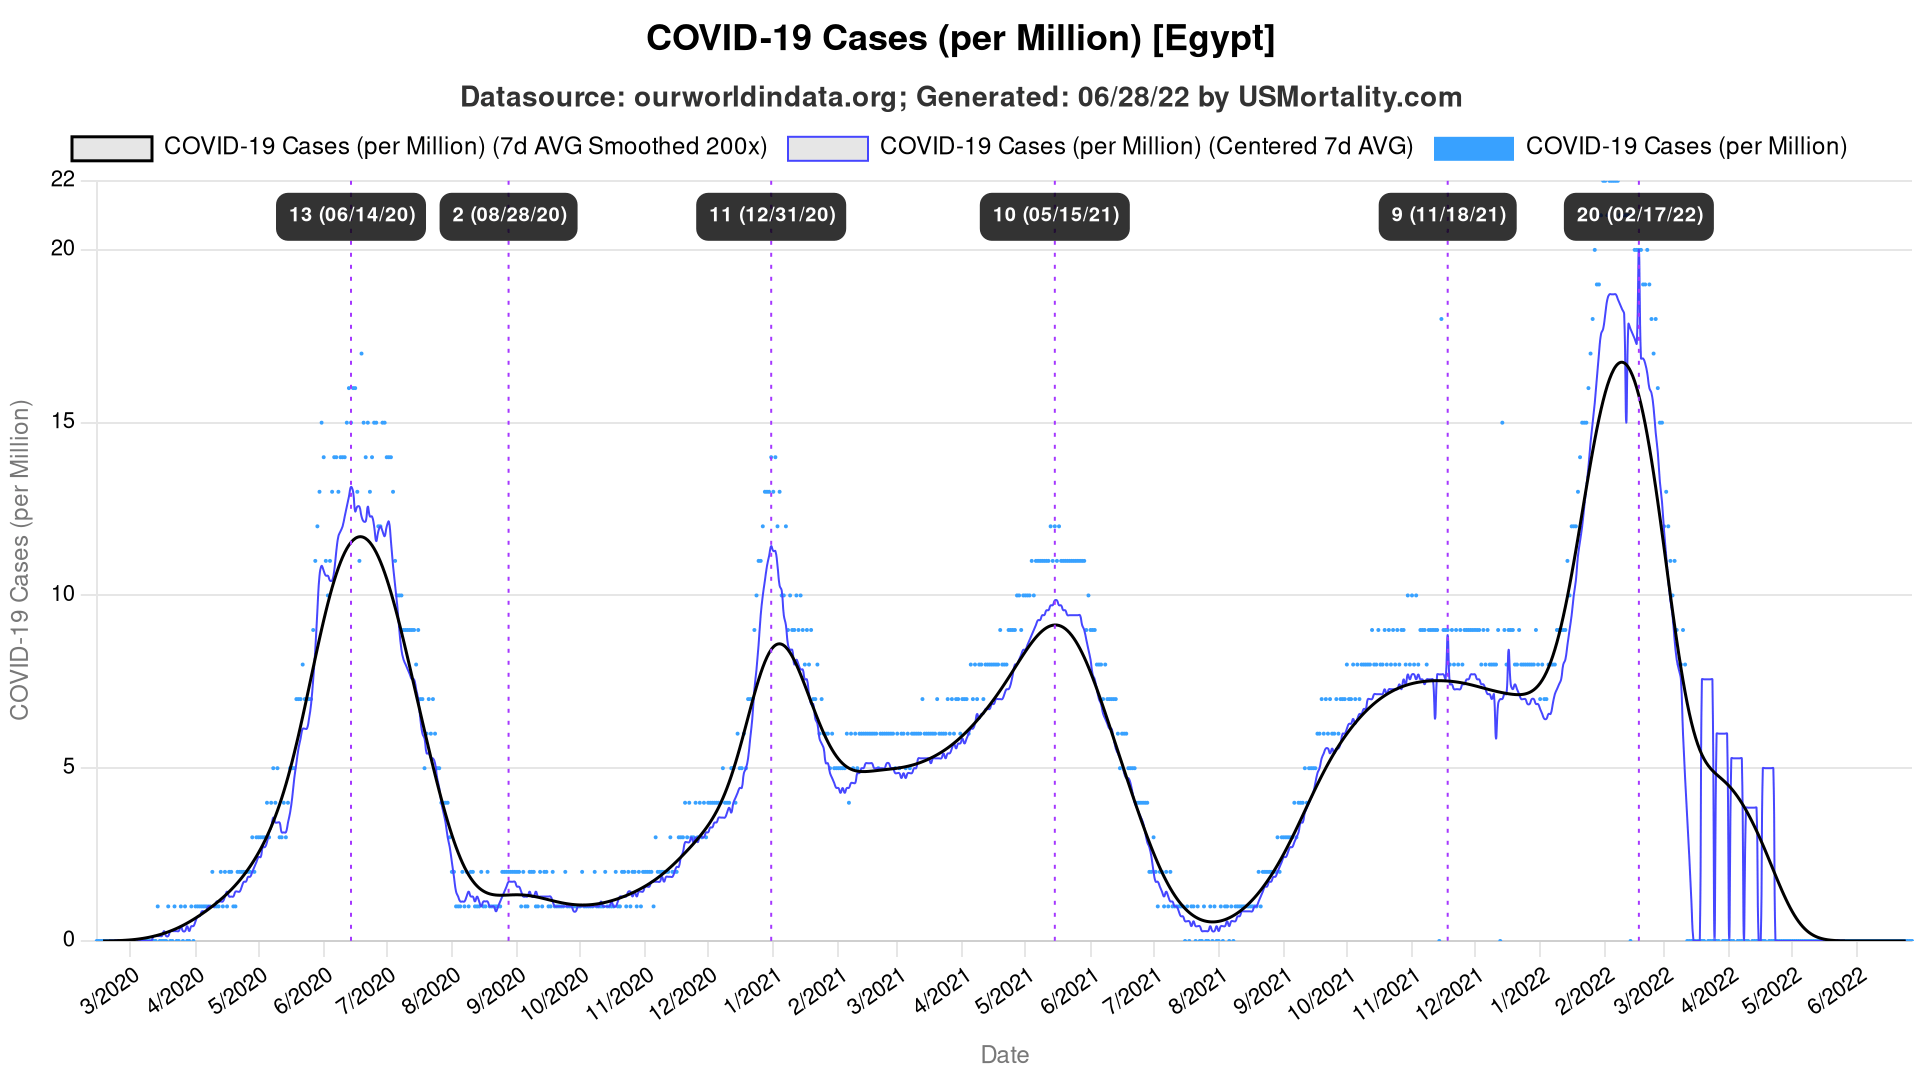 COVID-19 Cases (per Million) [Egypt]
Datasource: ourworldindata.org; Generated: 06/28/22 by USMortality.com
COVID-19 Cases (per Million) (7d AVG Smoothed 200x) COVID-19 Cases (per Million) (Centered 7d AVG) COVID-19 Cases (per Million)
13 (06/14/20) 2 (08/28/20) 11 (12/31/20) 10 (05/15/21) 9 (11/18/21) 20 (02/17/22)
COVID-19 Cases (per Million)
22
20
15
10
5
0
3/2020 4/2020 5/2020 6/2020 7/2020 8/2020 9/2020 10/2020 11/2020 12/2020 1/2021 2/2021 3/2021 4/2021 5/2021 6/2021 7/2021 8/2021 9/2021 10/2021 11/2021 12/2021 1/2022 2/2022 3/2022 4/2022 5/2022 6/2022
Date